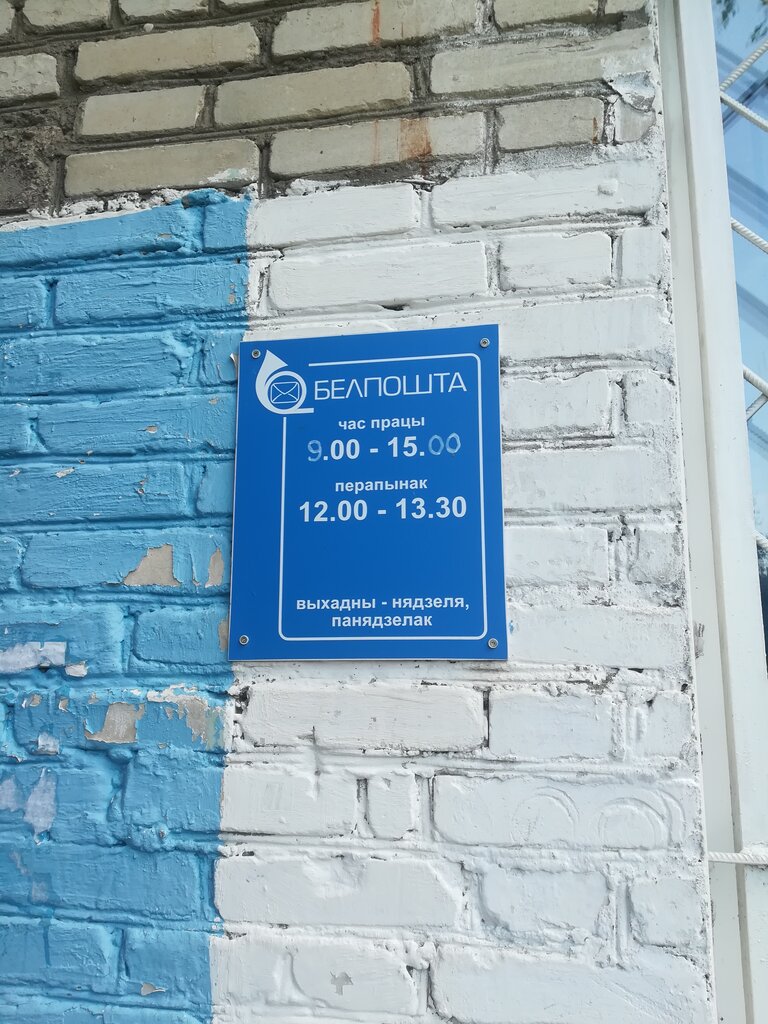 БЕЛПОШТА
час працы
9.00 - 15.00
перапынак
12.00 - 13.30
выхадны - нядзеля,
панядзелак